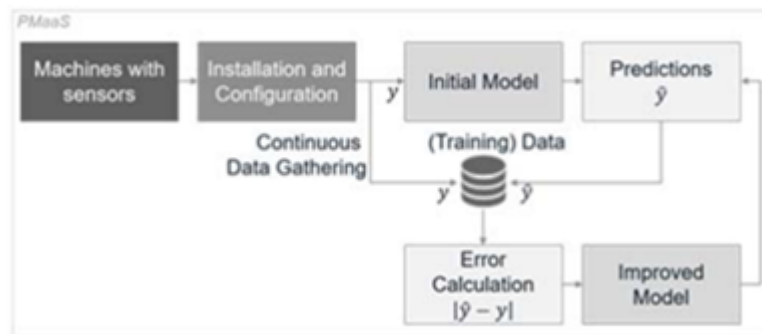 PMaaS
Machines with
sensors
Installation and
Configuration
y
Initial Model
Predictions
ŷ
Continuous
Data Gathering
(Training) Data
y
ŷ
Error
Calculation
|ŷ − y|
Improved
Model